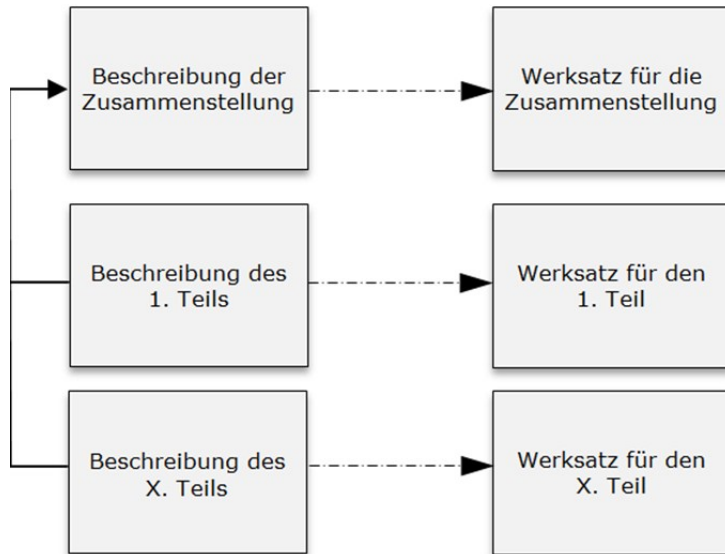 Beschreibung der
Zusammenstellung
Werksatz für die
Zusammenstellung
Beschreibung des
1. Teils
Werksatz für den
1. Teil
Beschreibung des
X. Teils
Werksatz für den
X. Teil